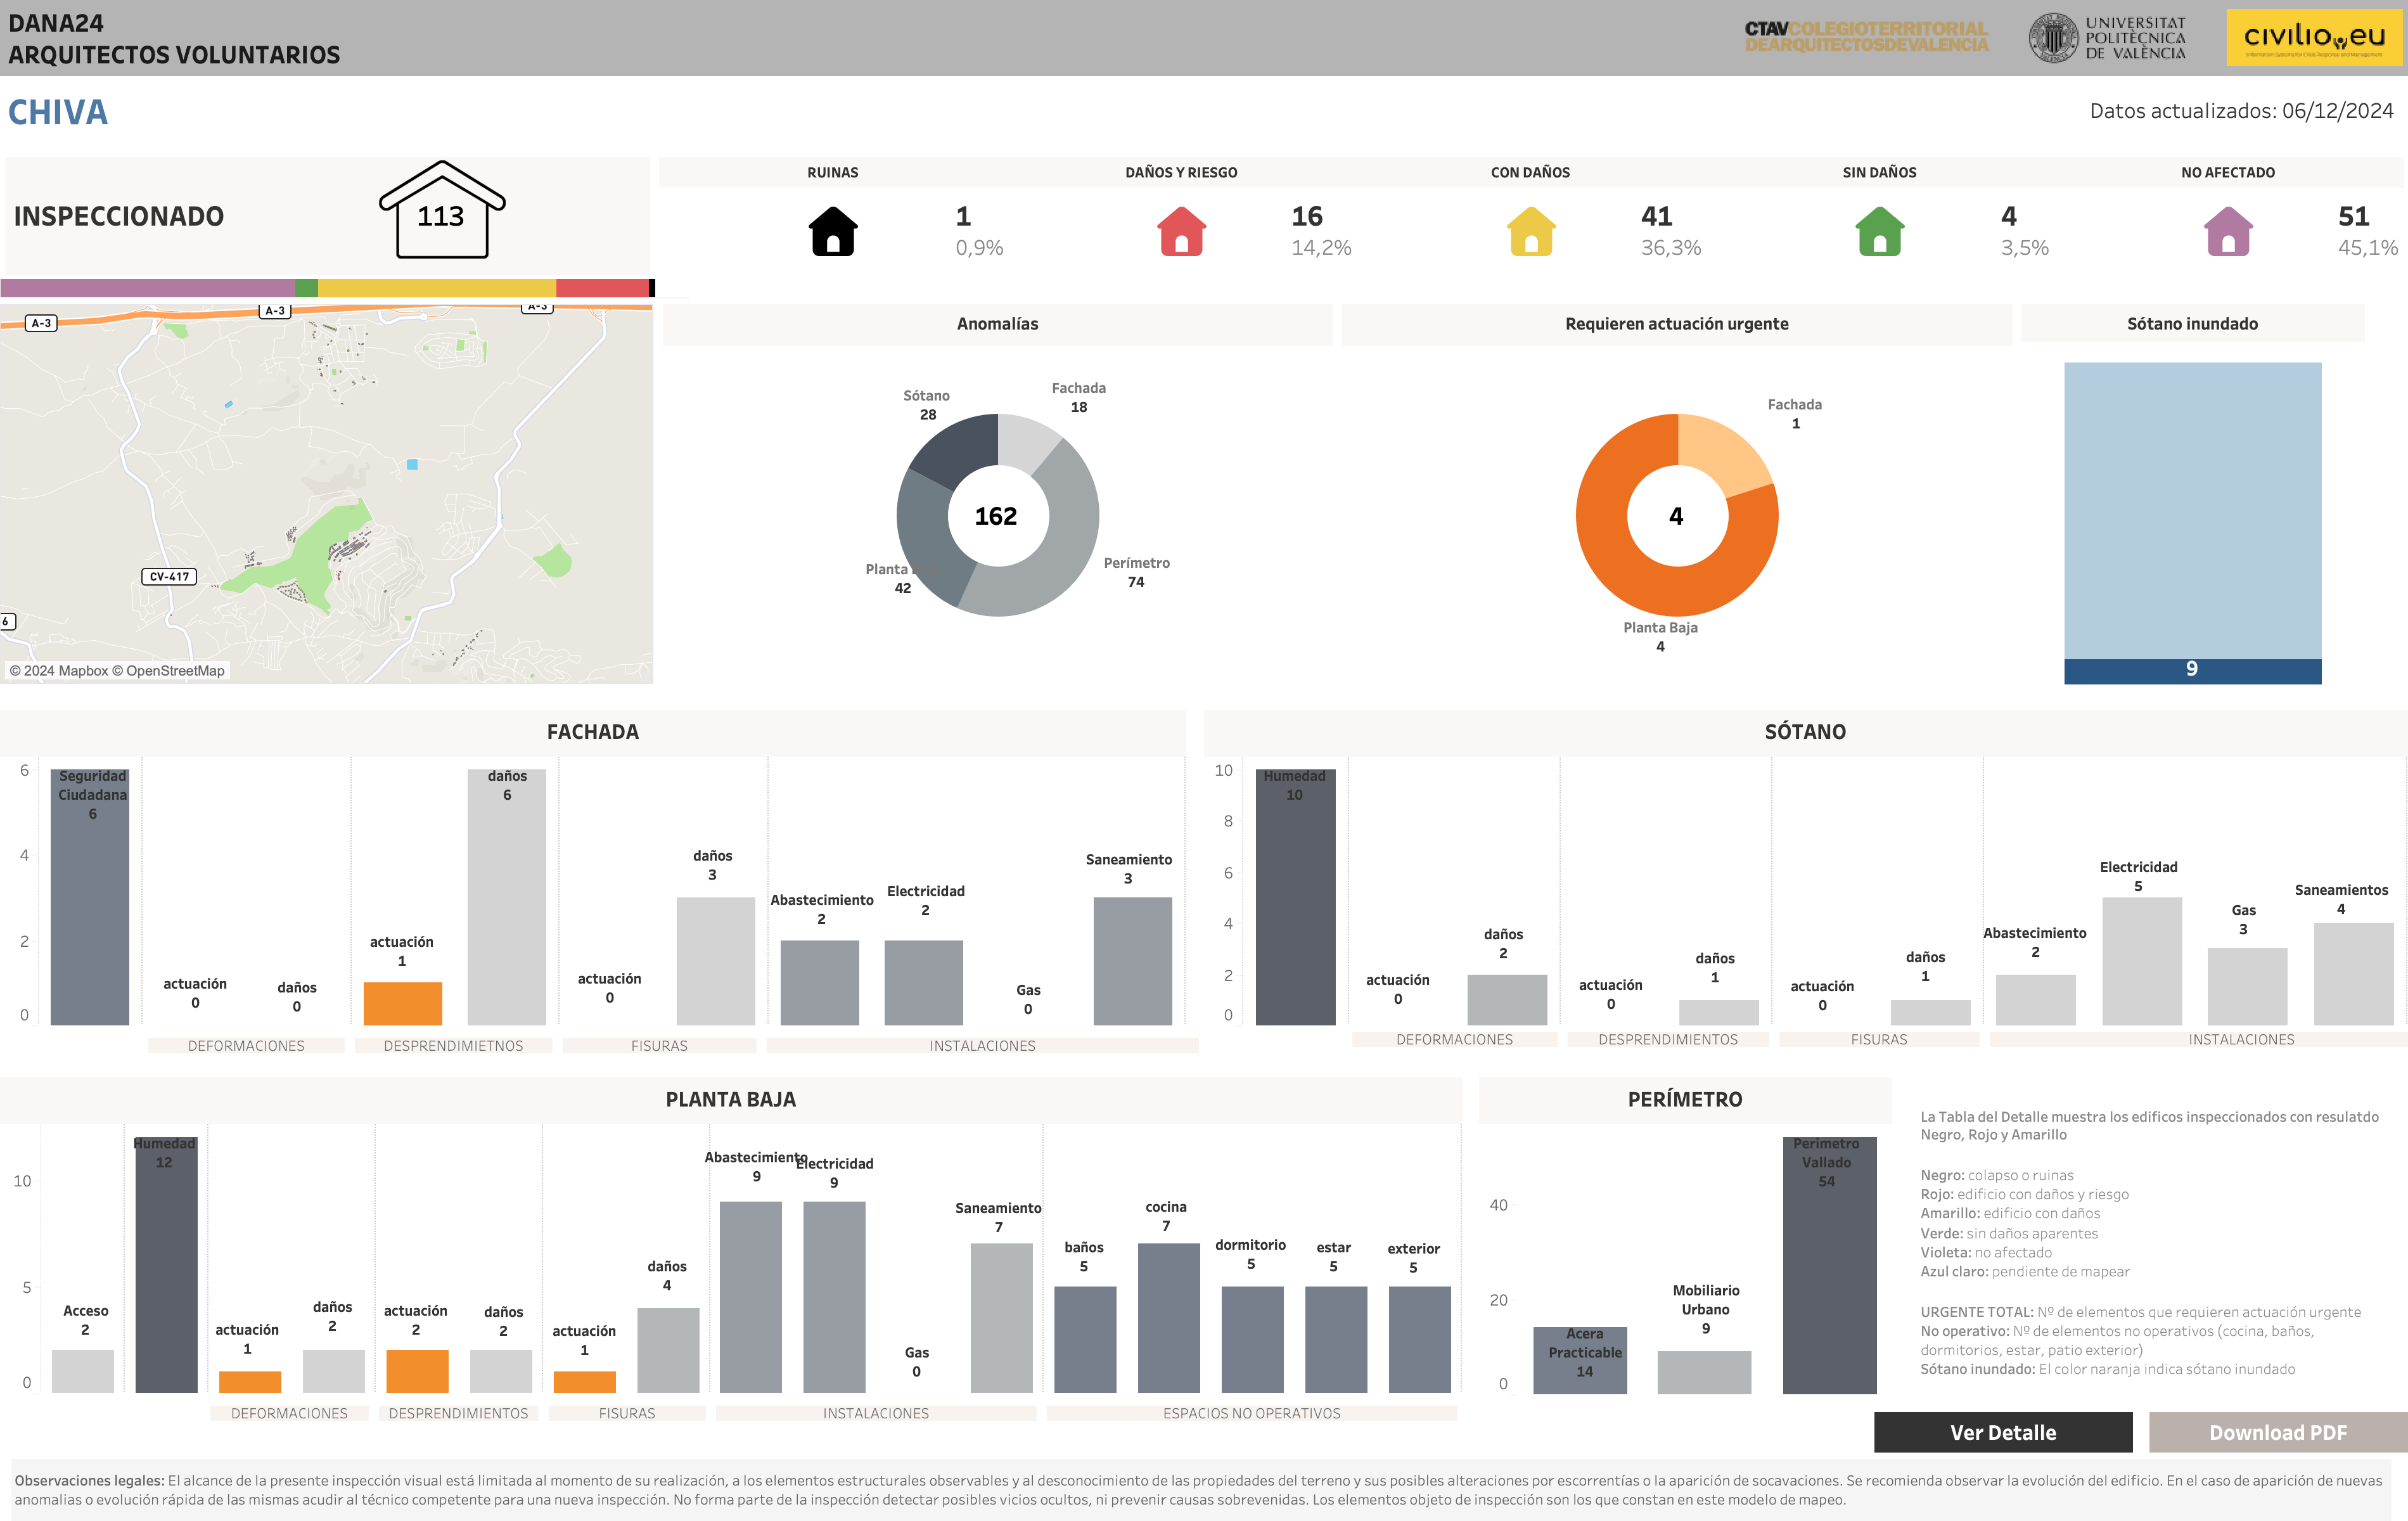 DANA24
ARQUITECTOS VOLUNTARIOS
CTAVCOLEGIOTERRITORIAL
DEARQUITECTOSDEVALENCIA
UNIVERSITAT
POLITÈCNICA
DE VALÈNCIA
civilio.eu
Information Systems for Crisis Response and Management
CHIVA
Datos actualizados: 06/12/2024
INSPECCIONADO
113
RUINAS
1
0,9%
DAÑOS Y RIESGO
16
14,2%
CON DAÑOS
41
36,3%
SIN DAÑOS
4
3,5%
NO AFECTADO
51
45,1%
A-3
A-3
A-3
CV-417
6
© 2024 Mapbox © OpenStreetMap
Anomalías
Sótano
28
Fachada
18
162
Planta
42
Perímetro
74
Requieren actuación urgente
Fachada
1
4
Planta Baja
4
Sótano inundado
9
FACHADA
6
4
2
0
Seguridad
Ciudadana
6
actuación
0
daños
0
actuación
1
daños
6
actuación
0
daños
3
Abastecimiento
2
Electricidad
2
Gas
0
Saneamiento
3
DEFORMACIONES
DESPRENDIMIETNOS
FISURAS
INSTALACIONES
SÓTANO
10
8
6
4
2
0
Humedad
10
actuación
0
daños
2
actuación
0
daños
1
actuación
0
daños
1
Abastecimiento
2
Electricidad
5
Gas
3
Saneamientos
4
DEFORMACIONES
DESPRENDIMIENTOS
FISURAS
INSTALACIONES
PLANTA BAJA
10
5
0
Acceso
2
Humedad
12
actuación
1
daños
2
actuación
2
daños
2
actuación
1
daños
4
Abastecimiento
9
Electricidad
9
Gas
0
Saneamiento
7
baños
5
cocina
7
dormitorio
5
estar
5
exterior
5
DEFORMACIONES
DESPRENDIMIENTOS
FISURAS
INSTALACIONES
ESPACIOS NO OPERATIVOS
PERÍMETRO
40
20
0
Acera
Practicable
14
Mobiliario
Urbano
9
Perimetro
Vallado
54
La Tabla del Detalle muestra los edificos inspeccionados con resulatdo
Negro, Rojo y Amarillo
Negro: colapso o ruinas
Rojo: edificio con daños y riesgo
Amarillo: edificio con daños
Verde: sin daños aparentes
Violeta: no afectado
Azul claro: pendiente de mapear
URGENTE TOTAL: Nº de elementos que requieren actuación urgente
No operativo: Nº de elementos no operativos (cocina, baños,
dormitorios, estar, patio exterior)
Sótano inundado: El color naranja indica sótano inundado
Ver Detalle
Download PDF
Observaciones legales: El alcance de la presente inspección visual está limitada al momento de su realización, a los elementos estructurales observables y al desconocimiento de las propiedades del terreno y sus posibles alteraciones por escorrentías o la aparición de socavaciones. Se recomienda observar la evolución del edificio. En el caso de aparición de nuevas
anomalias o evolución rápida de las mismas acudir al técnico competente para una nueva inspección. No forma parte de la inspección detectar posibles vicios ocultos, ni prevenir causas sobrevenidas. Los elementos objeto de inspección son los que constan en este modelo de mapeo.